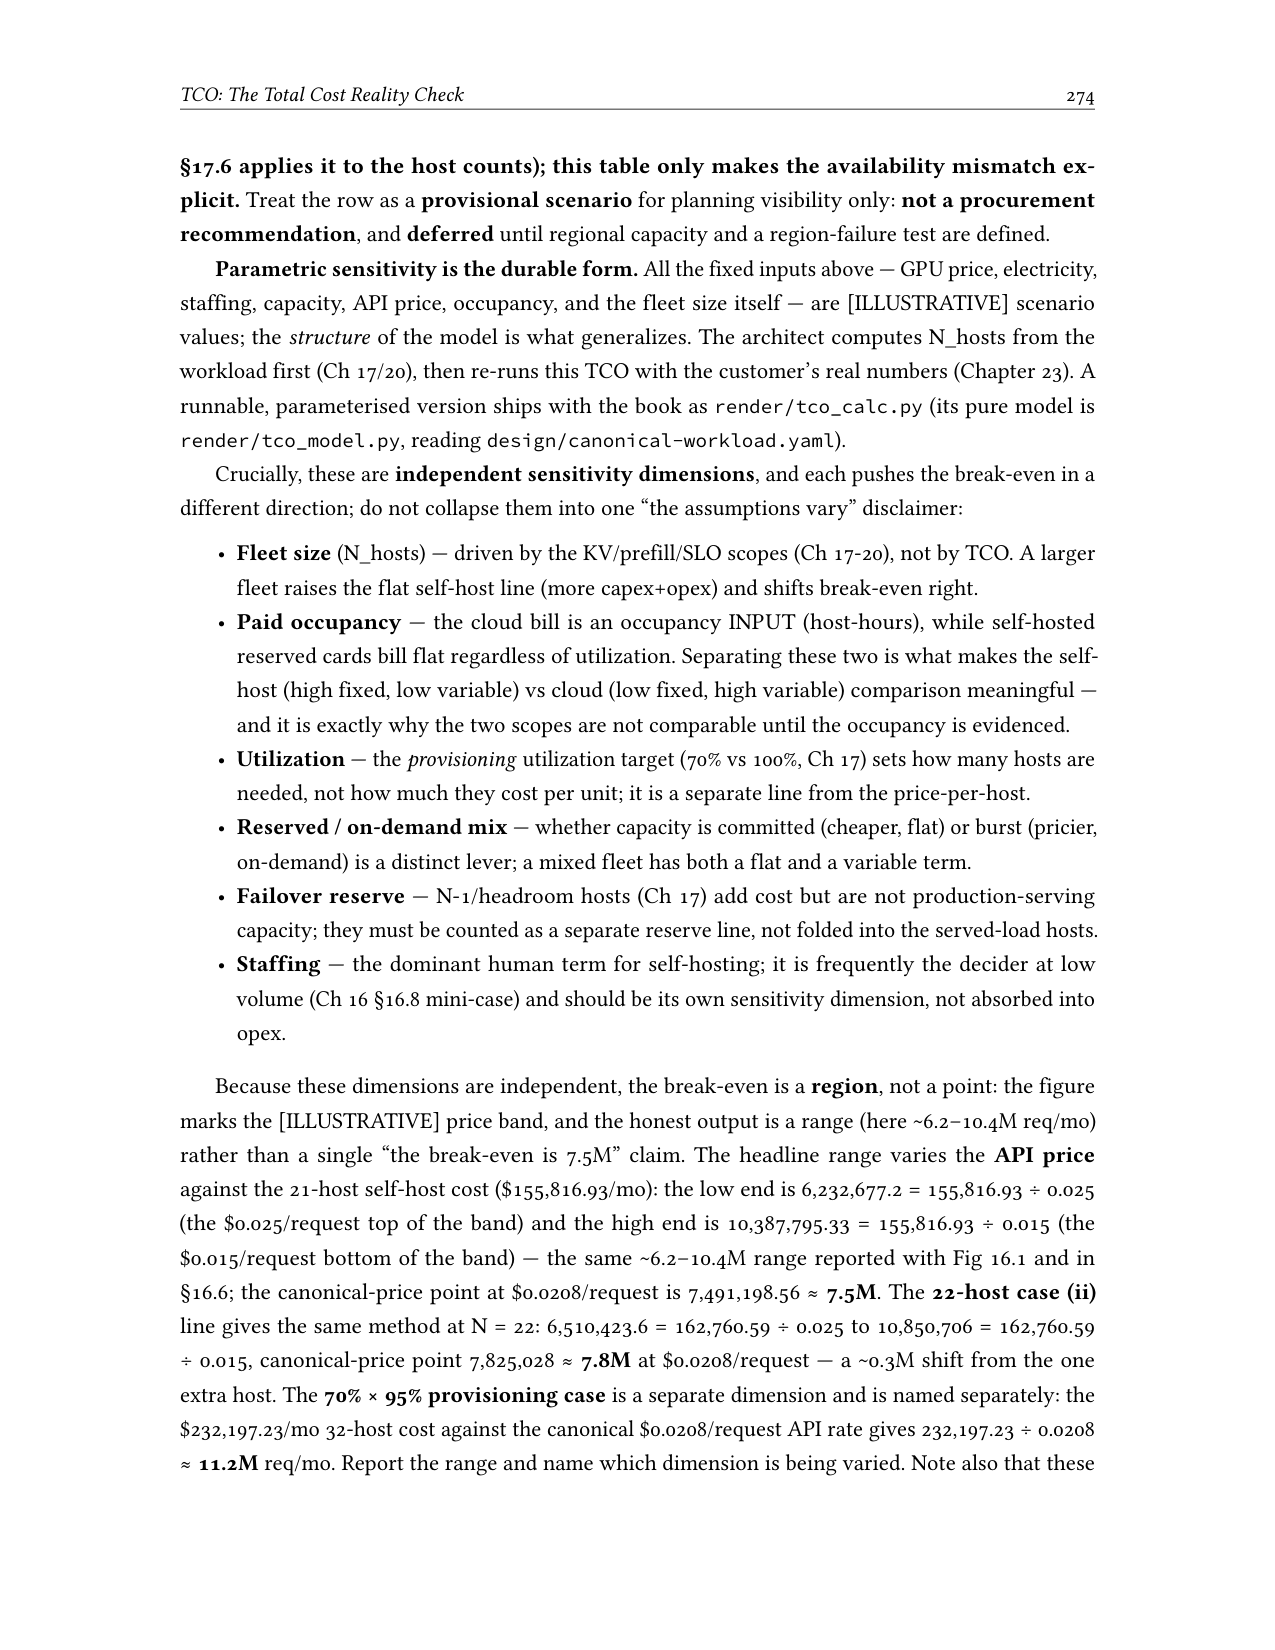 TCO: The Total Cost Reality Check 274
§17.6 applies it to the host counts); this table only makes the availability mismatch ex-
plicit. Treat the row as a provisional scenario for planning visibility only: not a procurement
recommendation, and deferred until regional capacity and a region-failure test are defined.
Parametric sensitivity is the durable form. All the fixed inputs above — GPU price, electricity,
staffing, capacity, API price, occupancy, and the fleet size itself — are [ILLUSTRATIVE] scenario
values; the structure of the model is what generalizes. The architect computes N_hosts from the
workload first (Ch 17/20), then re-runs this TCO with the customer’s real numbers (Chapter 23). A
runnable, parameterised version ships with the book as render/tco_calc.py (its pure model is
render/tco_model.py, reading design/canonical-workload.yaml).
Crucially, these are independent sensitivity dimensions, and each pushes the break-even in a
different direction; do not collapse them into one “the assumptions vary” disclaimer:
• Fleet size (N_hosts) — driven by the KV/prefill/SLO scopes (Ch 17-20), not by TCO. A larger
fleet raises the flat self-host line (more capex+opex) and shifts break-even right.
• Paid occupancy — the cloud bill is an occupancy INPUT (host-hours), while self-hosted
reserved cards bill flat regardless of utilization. Separating these two is what makes the self-
host (high fixed, low variable) vs cloud (low fixed, high variable) comparison meaningful —
and it is exactly why the two scopes are not comparable until the occupancy is evidenced.
• Utilization — the provisioning utilization target (70% vs 100%, Ch 17) sets how many hosts are
needed, not how much they cost per unit; it is a separate line from the price-per-host.
• Reserved / on-demand mix — whether capacity is committed (cheaper, flat) or burst (pricier,
on-demand) is a distinct lever; a mixed fleet has both a flat and a variable term.
• Failover reserve — N-1/headroom hosts (Ch 17) add cost but are not production-serving
capacity; they must be counted as a separate reserve line, not folded into the served-load hosts.
• Staffing — the dominant human term for self-hosting; it is frequently the decider at low
volume (Ch 16 §16.8 mini-case) and should be its own sensitivity dimension, not absorbed into
opex.
Because these dimensions are independent, the break-even is a region, not a point: the figure
marks the [ILLUSTRATIVE] price band, and the honest output is a range (here ~6.2–10.4M req/mo)
rather than a single “the break-even is 7.5M” claim. The headline range varies the API price
against the 21-host self-host cost ($155,816.93/mo): the low end is 6,232,677.2 = 155,816.93 ÷ 0.025
(the $0.025/request top of the band) and the high end is 10,387,795.33 = 155,816.93 ÷ 0.015 (the
$0.015/request bottom of the band) — the same ~6.2–10.4M range reported with Fig 16.1 and in
§16.6; the canonical-price point at $0.0208/request is 7,491,198.56 ≈ 7.5M. The 22-host case (ii)
line gives the same method at N = 22: 6,510,423.6 = 162,760.59 ÷ 0.025 to 10,850,706 = 162,760.59
÷ 0.015, canonical-price point 7,825,028 ≈ 7.8M at $0.0208/request — a ~0.3M shift from the one
extra host. The 70% × 95% provisioning case is a separate dimension and is named separately: the
$232,197.23/mo 32-host cost against the canonical $0.0208/request API rate gives 232,197.23 ÷ 0.0208
≈ 11.2M req/mo. Report the range and name which dimension is being varied. Note also that these